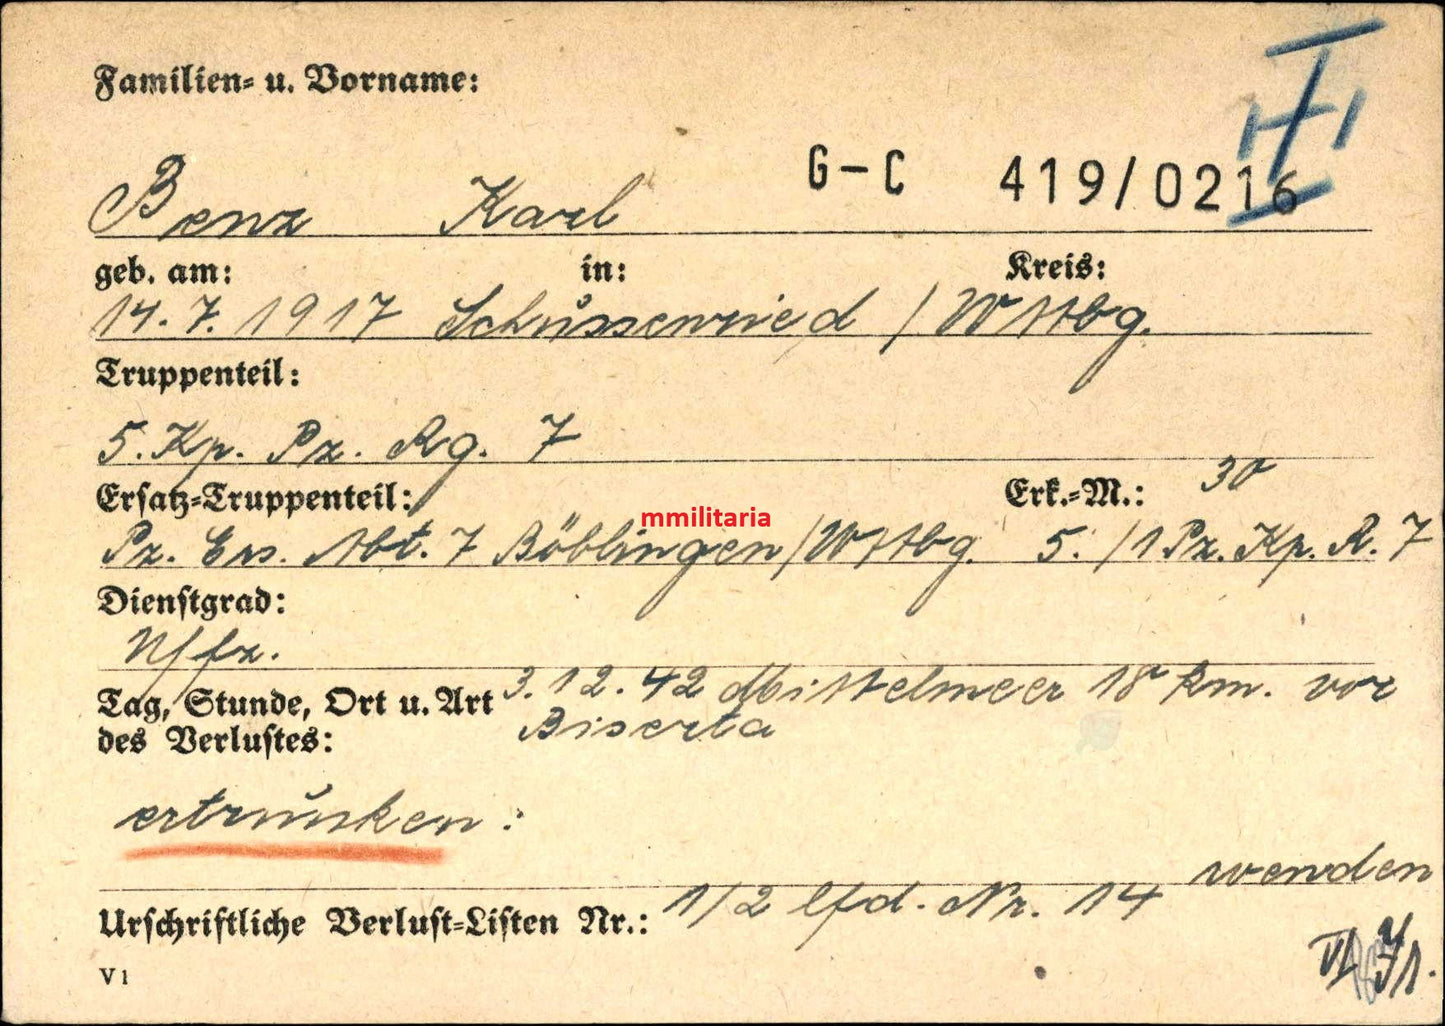 Familien- u. Vorname:
G-C 419/0216
Benz Karl
geb. am: in: Kreis:
14.7.1917 Schussenried / Wttbg.
Truppenteil:
5. Kp. Pz. Rg. 7
Ersatz-Truppenteil: Erk.-M.: 30
mmilitaria
Pz. Ers. Abt. 7 Böblingen / Wttbg. 5. / 1 Pz. Kp. R. 7
Dienstgrad:
Uffz.
Tag, Stunde, Ort u. Art 3.12.42 Mittelmeer 18 km. vor
des Verlustes: Biserta
ertrunken:
wenden
Urschriftliche Verlust-Listen Nr.: 1/2 lfd. Nr. 14
V1